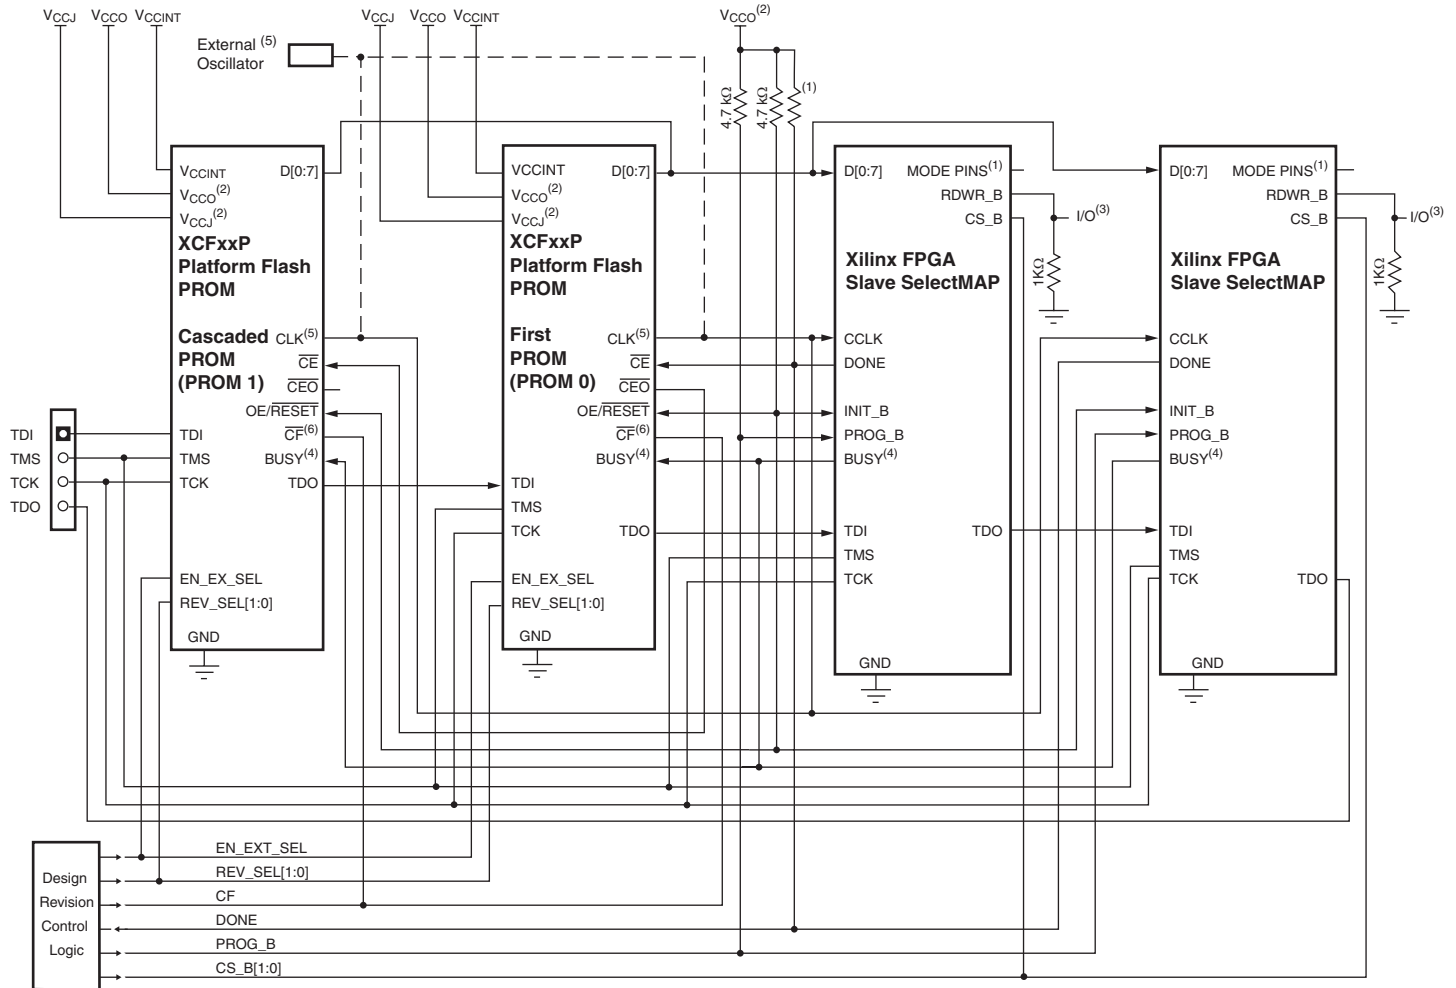 VCCJ VCCO VCCINT
VCCJ VCCO VCCINT
VCCO(2)
External (5)
Oscillator
4.7 kΩ
4.7 kΩ
(1)
VCCINT
VCCO(2)
VCCJ(2)
D[0:7]
XCFxxP
Platform Flash
PROM
Cascaded
PROM
(PROM 1)
CLK(5)
CE
CEO
OE/RESET
CF(6)
BUSY(4)
TDO
TDI
TMS
TCK
EN_EX_SEL
REV_SEL[1:0]
GND
VCCINT
VCCO(2)
VCCJ(2)
D[0:7]
XCFxxP
Platform Flash
PROM
First
PROM
(PROM 0)
CLK(5)
CE
CEO
OE/RESET
CF(6)
BUSY(4)
TDI
TMS
TCK
TDO
EN_EX_SEL
REV_SEL[1:0]
GND
D[0:7]
MODE PINS(1)
RDWR_B
CS_B
I/O(3)
1KΩ
Xilinx FPGA
Slave SelectMAP
CCLK
DONE
INIT_B
PROG_B
BUSY(4)
TDI
TMS
TCK
TDO
GND
D[0:7]
MODE PINS(1)
RDWR_B
CS_B
I/O(3)
1KΩ
Xilinx FPGA
Slave SelectMAP
CCLK
DONE
INIT_B
PROG_B
BUSY(4)
TDI
TMS
TCK
TDO
GND
TDI
TMS
TCK
TDO
Design
Revision
Control
Logic
EN_EXT_SEL
REV_SEL[1:0]
CF
DONE
PROG_B
CS_B[1:0]